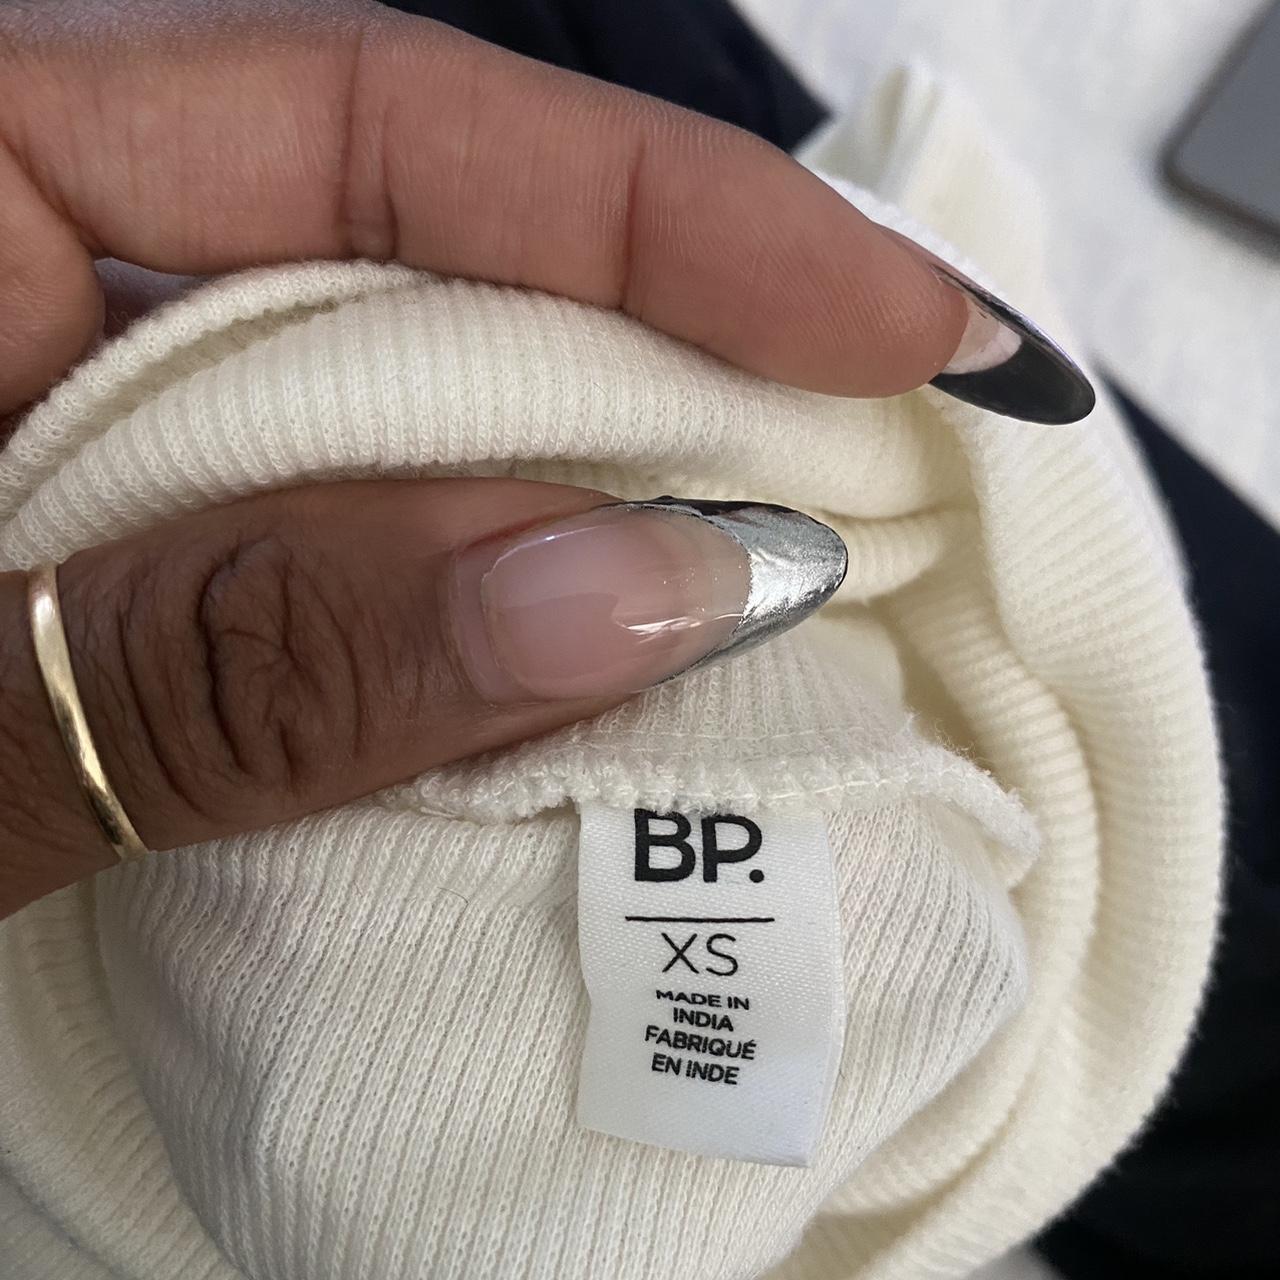 BP.
XS
MADE IN
INDIA
FABRIQUÉ
EN INDE